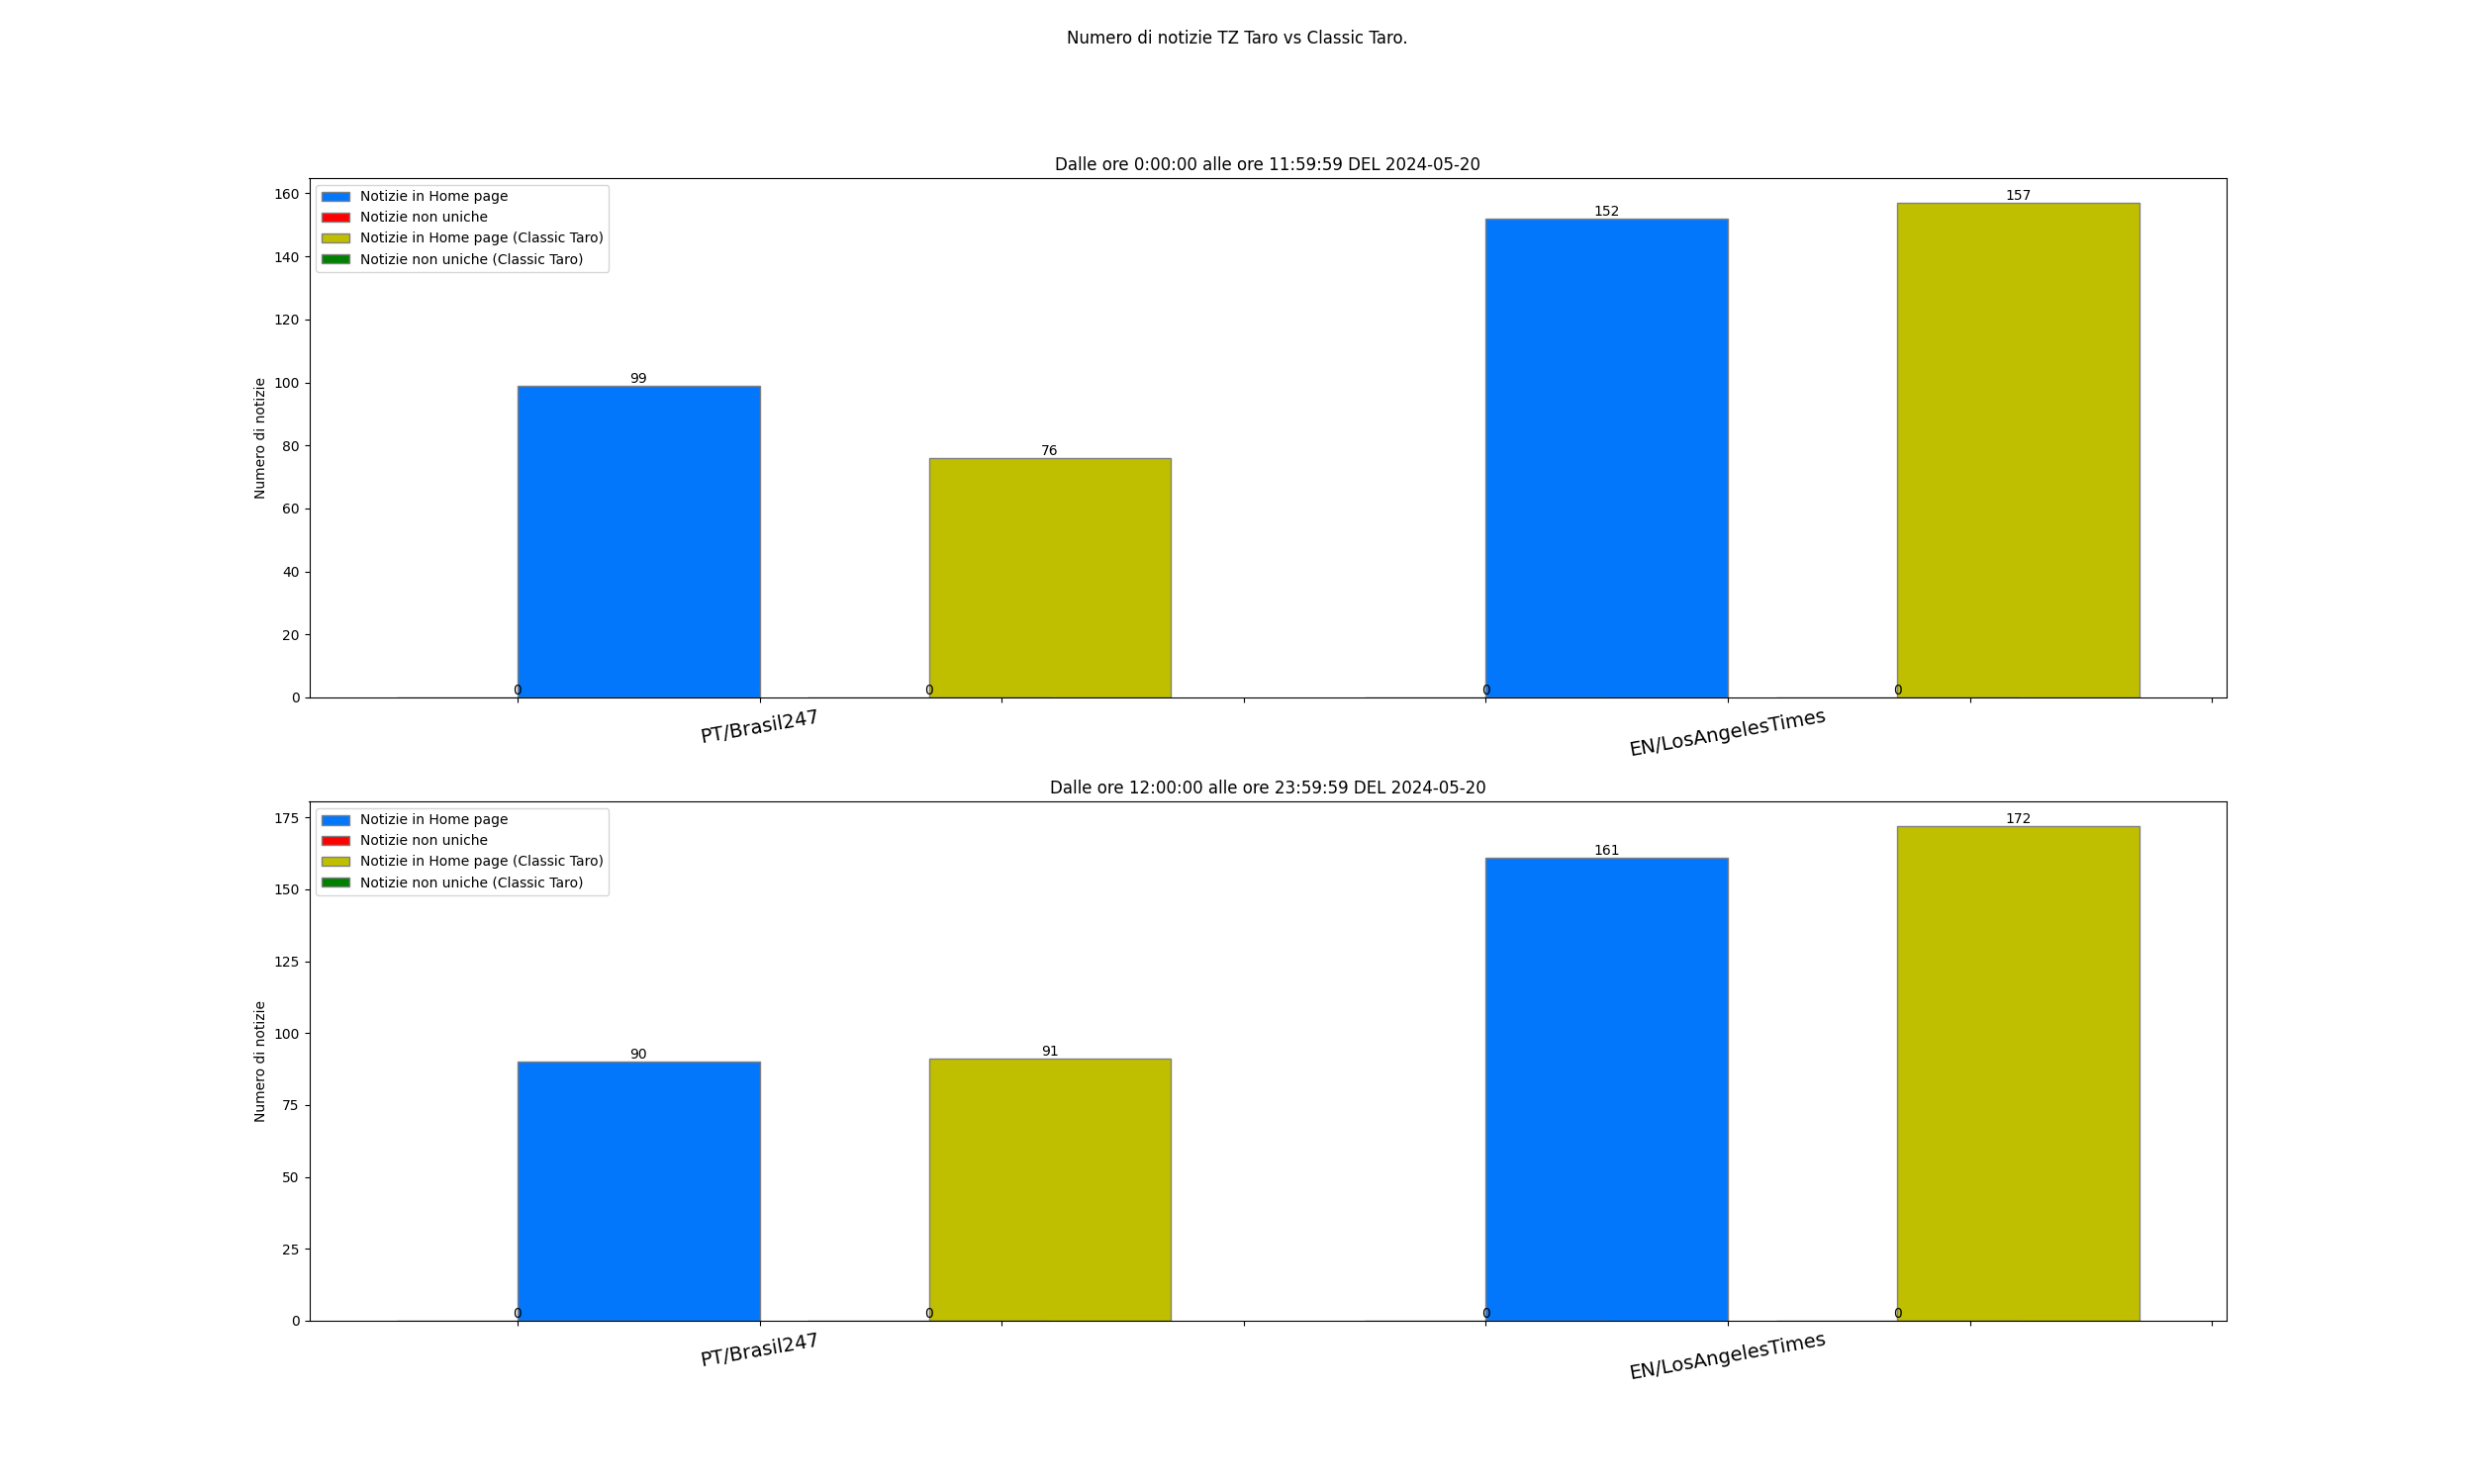 Numero di notizie TZ Taro vs Classic Taro.
Dalle ore 0:00:00 alle ore 11:59:59 DEL 2024-05-20
Notizie in Home page
Notizie non uniche
Notizie in Home page (Classic Taro)
Notizie non uniche (Classic Taro)
Numero di notizie
160
140
120
100
80
60
40
20
0
99
76
152
157
0
0
0
0
PT/Brasil247
EN/LosAngelesTimes
Dalle ore 12:00:00 alle ore 23:59:59 DEL 2024-05-20
Notizie in Home page
Notizie non uniche
Notizie in Home page (Classic Taro)
Notizie non uniche (Classic Taro)
Numero di notizie
175
150
125
100
75
50
25
0
90
91
161
172
0
0
0
0
PT/Brasil247
EN/LosAngelesTimes